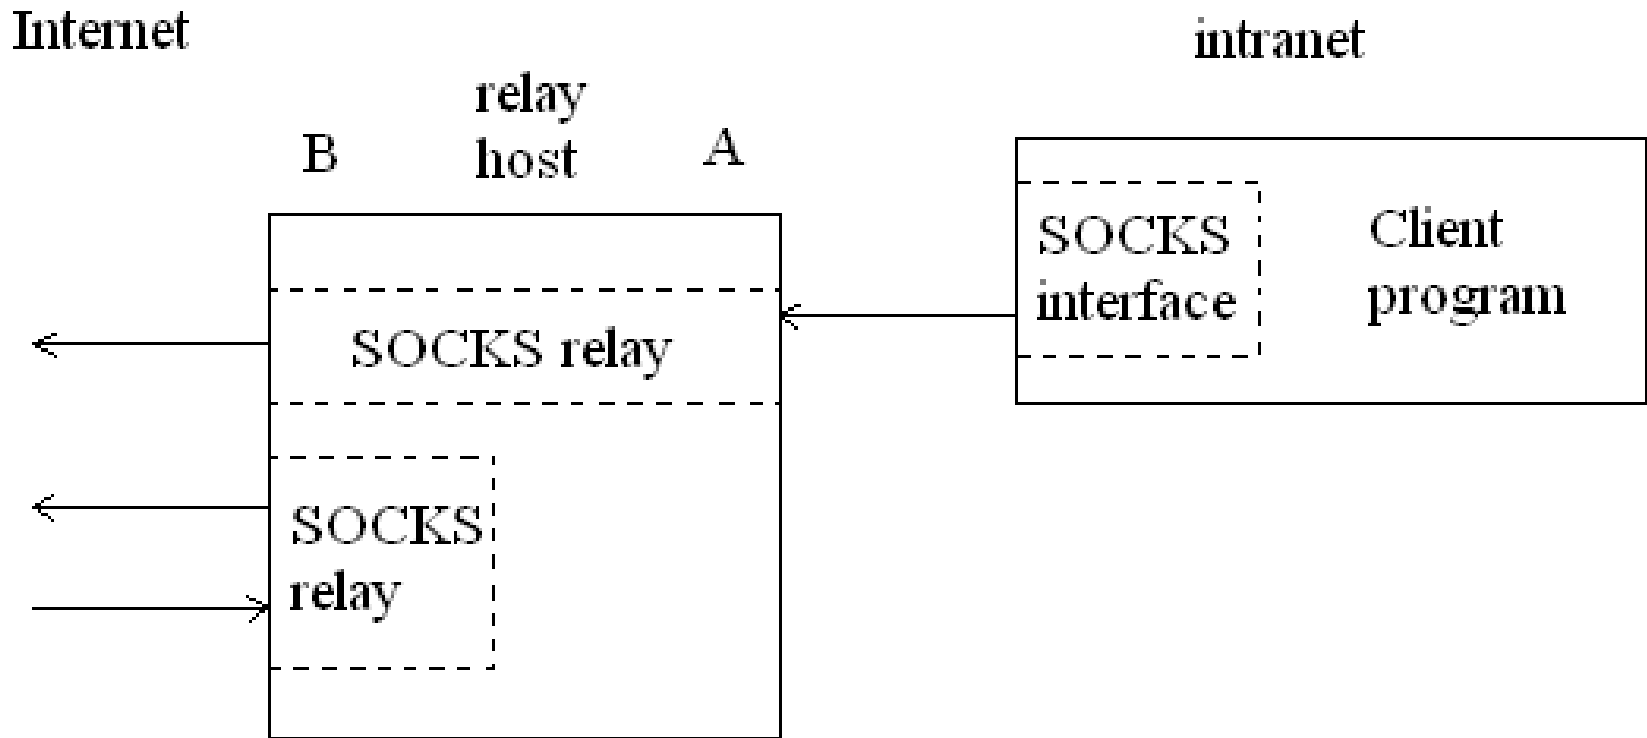 Internet
intranet
relay
host
B
A
SOCKS
interface
Client
program
SOCKS relay
SOCKS
relay